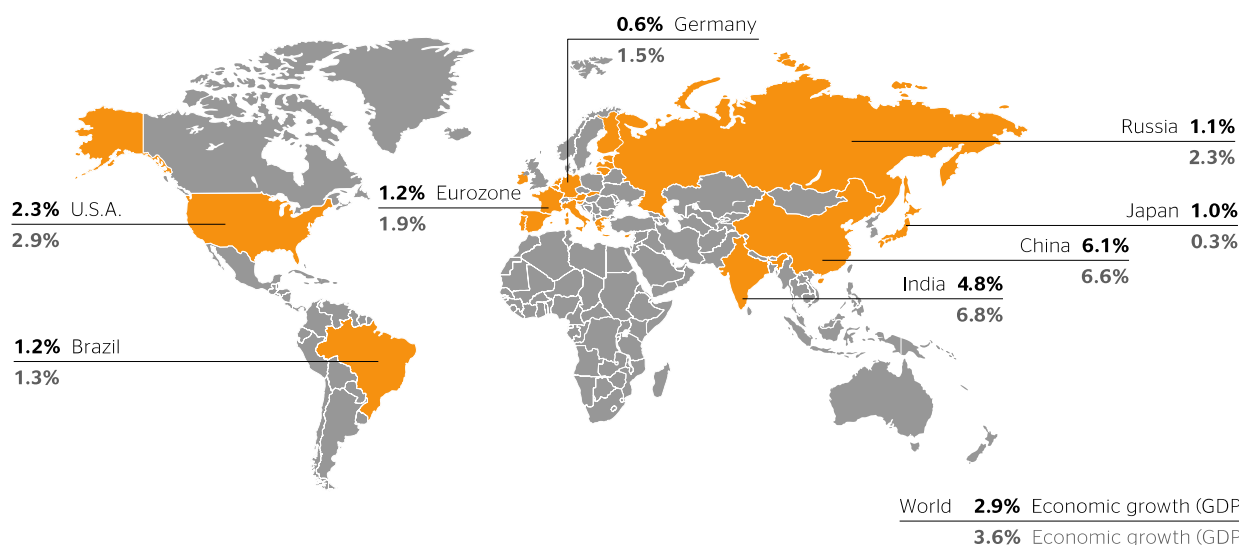 0.6% Germany
1.5%
Russia 1.1%
2.3%
1.2% Eurozone
1.9%
2.3% U.S.A.
2.9%
Japan 1.0%
0.3%
China 6.1%
6.6%
India 4.8%
6.8%
1.2% Brazil
1.3%
World 2.9% Economic growth (GDP
3.6% Economic growth (GDP